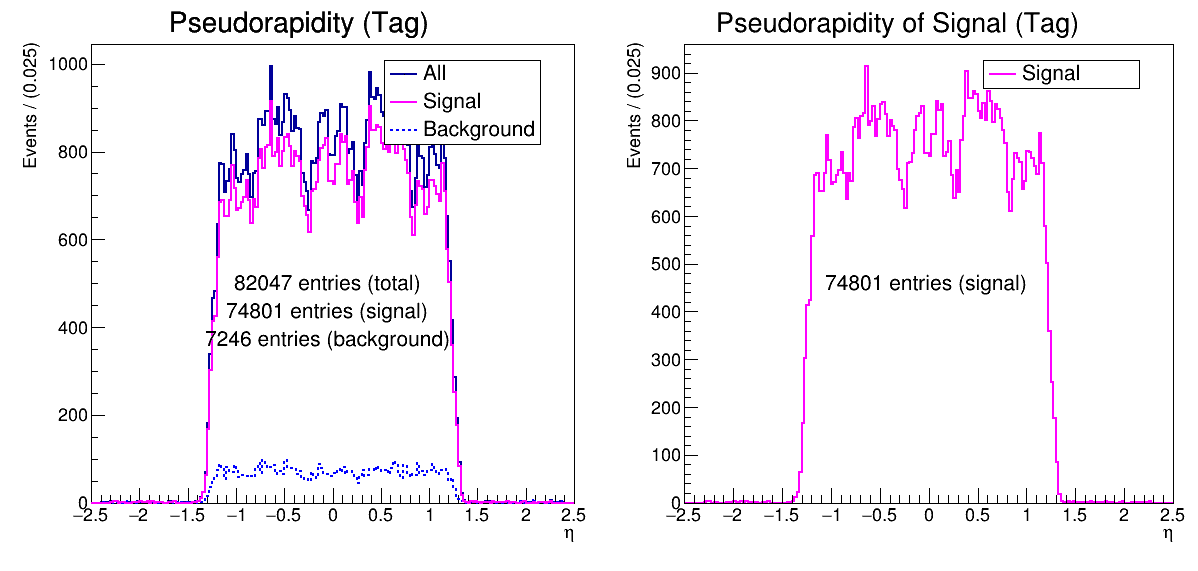 Pseudorapidity (Tag)
Events / (0.025)
1000
800
600
400
200
0
All
Signal
Background
82047 entries (total)
74801 entries (signal)
7246 entries (background)
−2.5 −2 −1.5 −1 −0.5 0 0.5 1 1.5 2 2.5
η
Pseudorapidity of Signal (Tag)
Events / (0.025)
900
800
700
600
500
400
300
200
100
0
Signal
74801 entries (signal)
−2.5 −2 −1.5 −1 −0.5 0 0.5 1 1.5 2 2.5
η